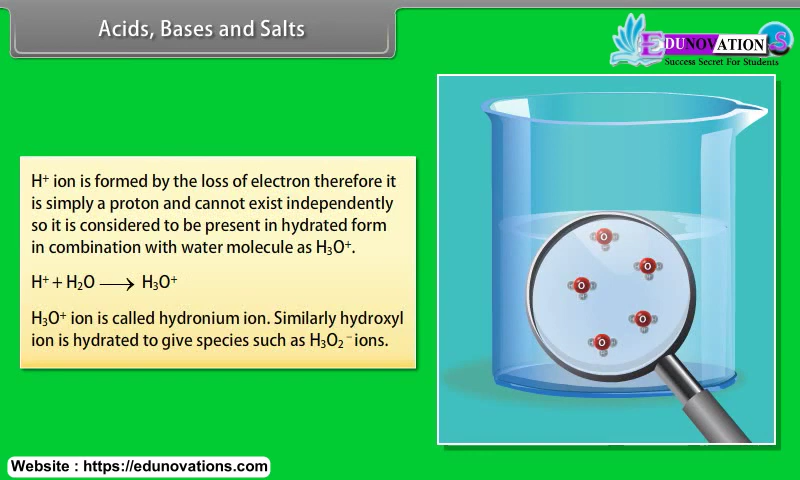 Acids, Bases and Salts
EDUNOVATIONS
Success Secret For Students
H⁺ ion is formed by the loss of electron therefore it
is simply a proton and cannot exist independently
so it is considered to be present in hydrated form
in combination with water molecule as H₃O⁺.
H⁺ + H₂O ⟶ H₃O⁺
H₃O⁺ ion is called hydronium ion. Similarly hydroxyl
ion is hydrated to give species such as H₃O₂⁻ ions.
O
O
O
O
O
Website : https://edunovations.com